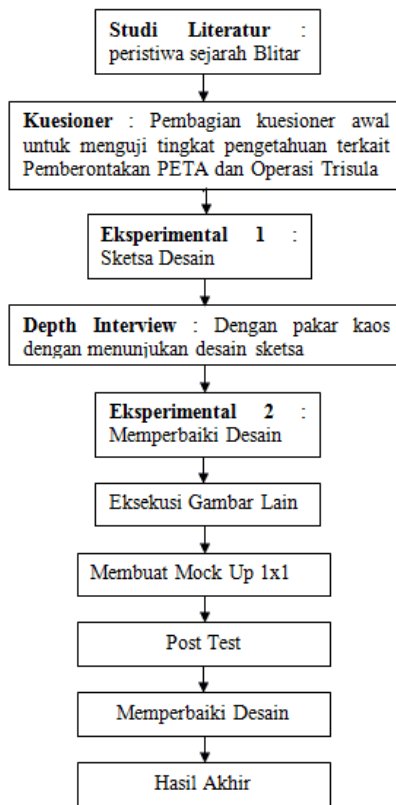 Studi Literatur :
peristiwa sejarah Blitar
Kuesioner : Pembagian kuesioner awal
untuk menguji tingkat pengetahuan terkait
Pemberontakan PETA dan Operasi Trisula
Eksperimental 1 :
Sketsa Desain
Depth Interview : Dengan pakar kaos
dengan menunjukan desain sketsa
Eksperimental 2 :
Memperbaiki Desain
Eksekusi Gambar Lain
Membuat Mock Up 1x1
Post Test
Memperbaiki Desain
Hasil Akhir